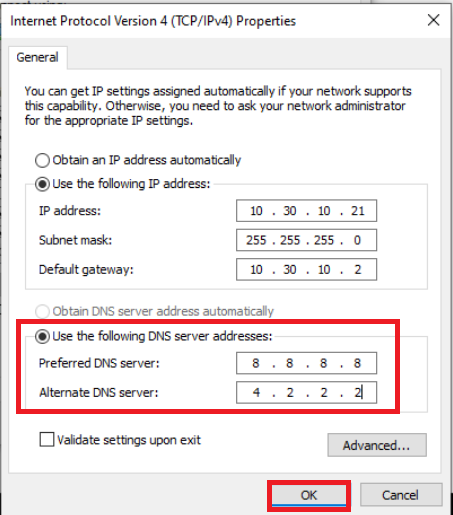 Internet Protocol Version 4 (TCP/IPv4) Properties
General
You can get IP settings assigned automatically if your network supports
this capability. Otherwise, you need to ask your network administrator
for the appropriate IP settings.
Obtain an IP address automatically
Use the following IP address:
IP address: 10 . 30 . 10 . 21
Subnet mask: 255 . 255 . 255 . 0
Default gateway: 10 . 30 . 10 . 2
Obtain DNS server address automatically
Use the following DNS server addresses:
Preferred DNS server: 8 . 8 . 8 . 8
Alternate DNS server: 4 . 2 . 2 . 2
Validate settings upon exit
Advanced...
OK Cancel